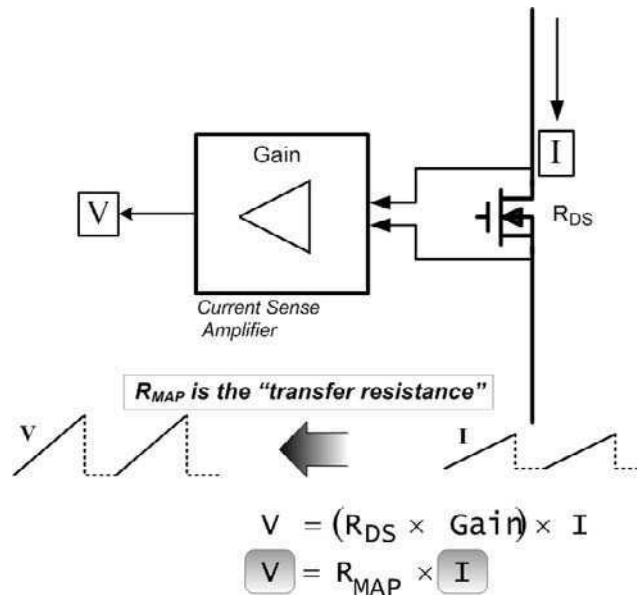 I
Gain
V
R_DS
Current Sense
Amplifier
R_MAP is the “transfer resistance”
V
I
V = (R_DS × Gain) × I
V = R_MAP × I